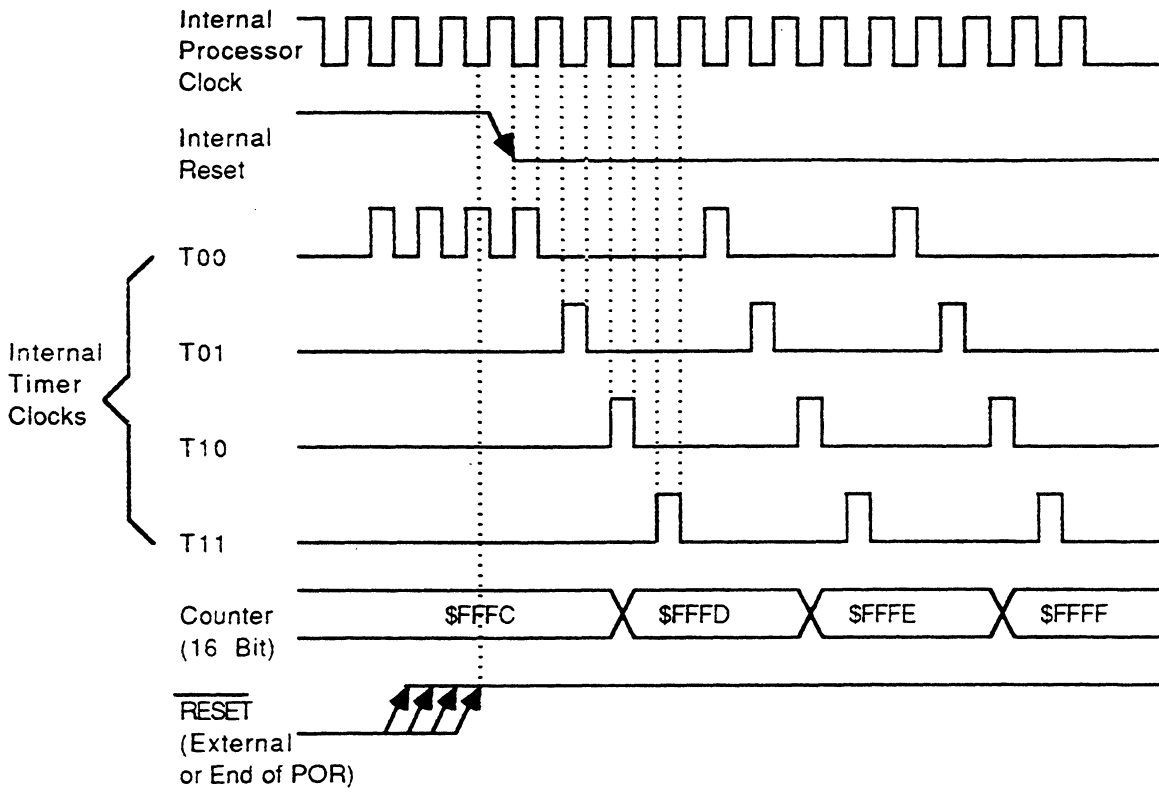 Internal
Processor
Clock
Internal
Reset
T00
Internal
Timer
Clocks
T01
T10
T11
Counter
(16 Bit)
$FFFC
$FFFD
$FFFE
$FFFF
RESET
(External
or End of POR)